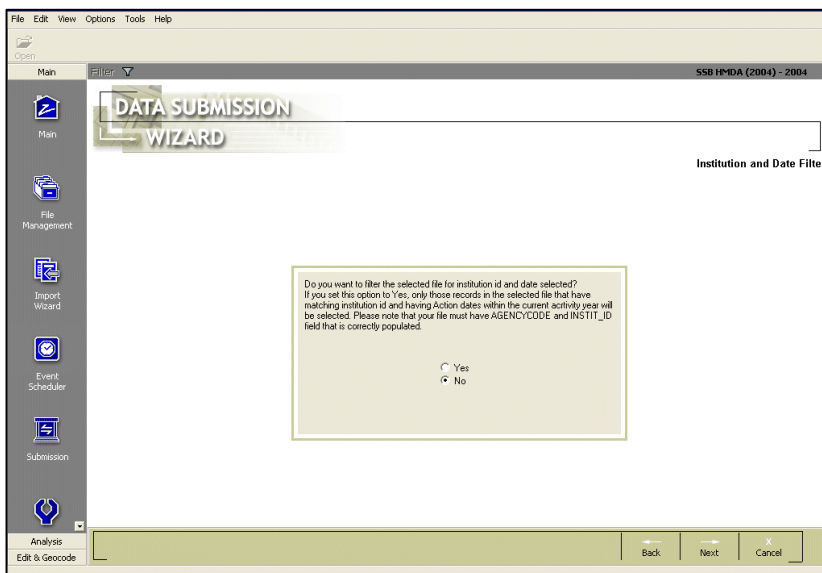 File Edit View Options Tools Help
Open
Main
Filter
SSB HMDA (2004) - 2004
DATA SUBMISSION
WIZARD
Institution and Date Filte
Main
File
Management
Import
Wizard
Event
Scheduler
Submission
Do you want to filter the selected file for institution id and date selected?
If you set this option to Yes, only those records in the selected file that have
matching institution id and having Action dates within the current acrtivity year will
be selected. Please note that your file must have AGENCYCODE and INSTIT_ID
field that is correctly populated.
Yes
No
Analysis
Edit & Geocode
Back
Next
X
Cancel